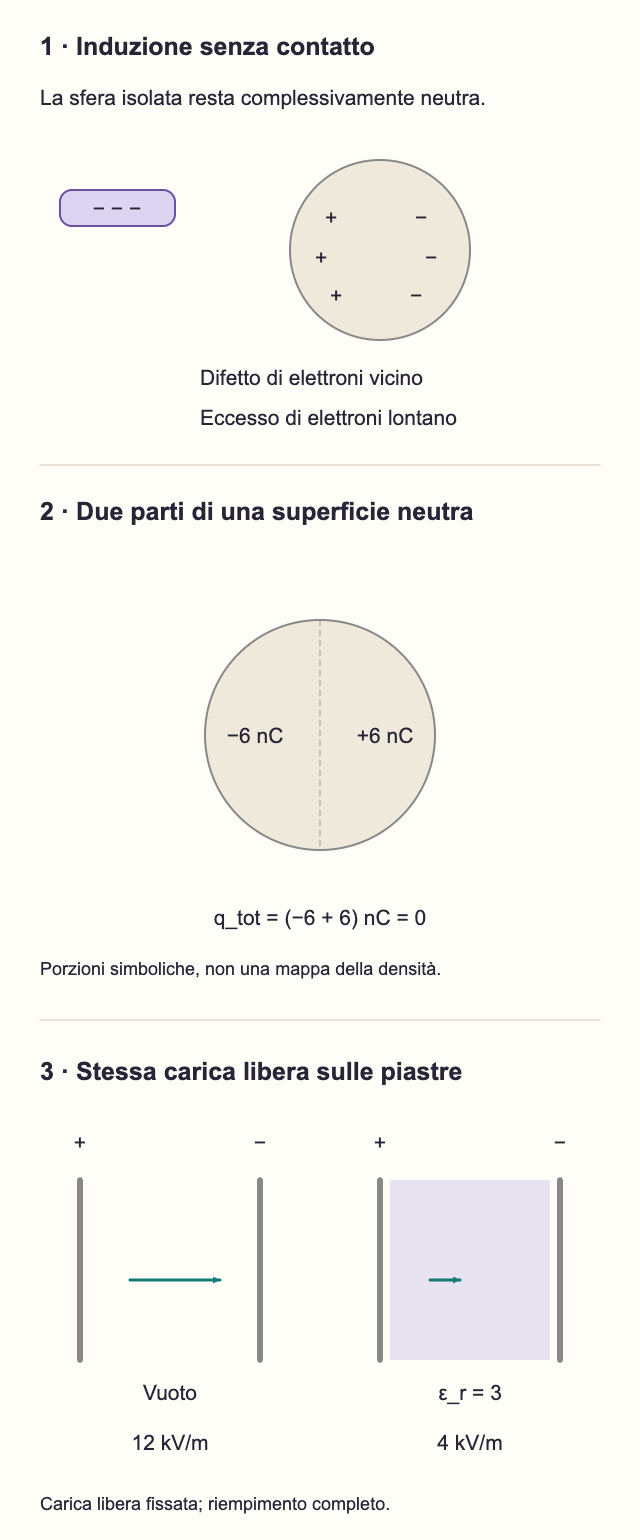 1 · Induzione senza contatto
La sfera isolata resta complessivamente neutra.
− − −
+ −
+ −
+ −
Difetto di elettroni vicino
Eccesso di elettroni lontano
2 · Due parti di una superficie neutra
−6 nC +6 nC
q_tot = (−6 + 6) nC = 0
Porzioni simboliche, non una mappa della densità.
3 · Stessa carica libera sulle piastre
+ − + −
Vuoto ε_r = 3
12 kV/m 4 kV/m
Carica libera fissata; riempimento completo.